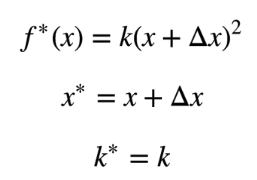 f*(x) = k(x + Δx)²
x* = x + Δx
k* = k